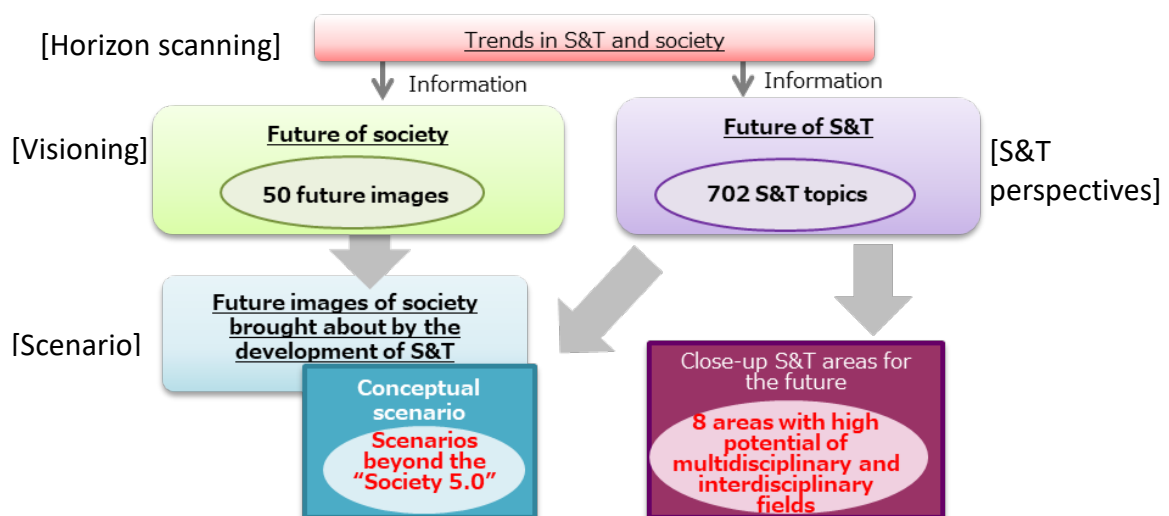 [Horizon scanning]
Trends in S&T and society
Information
Information
[Visioning]
Future of society
50 future images
Future of S&T
702 S&T topics
[S&T
perspectives]
[Scenario]
Future images of society
brought about by the
development of S&T
Conceptual
scenario
Scenarios
beyond the
“Society 5.0”
Close-up S&T areas for
the future
8 areas with high
potential of
multidisciplinary and
interdisciplinary
fields